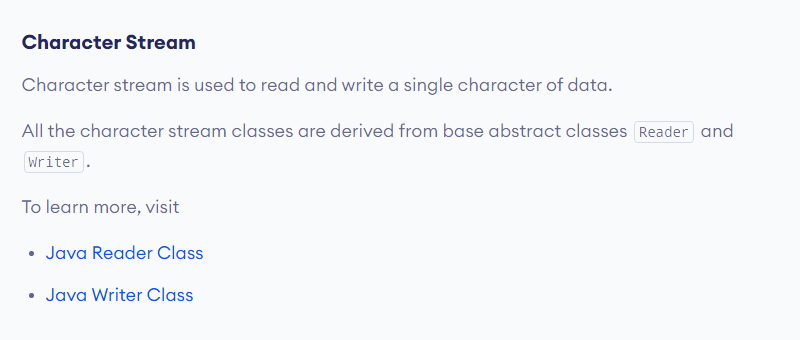 Character Stream
Character stream is used to read and write a single character of data.
All the character stream classes are derived from base abstract classes Reader and
Writer.
To learn more, visit
• Java Reader Class
• Java Writer Class